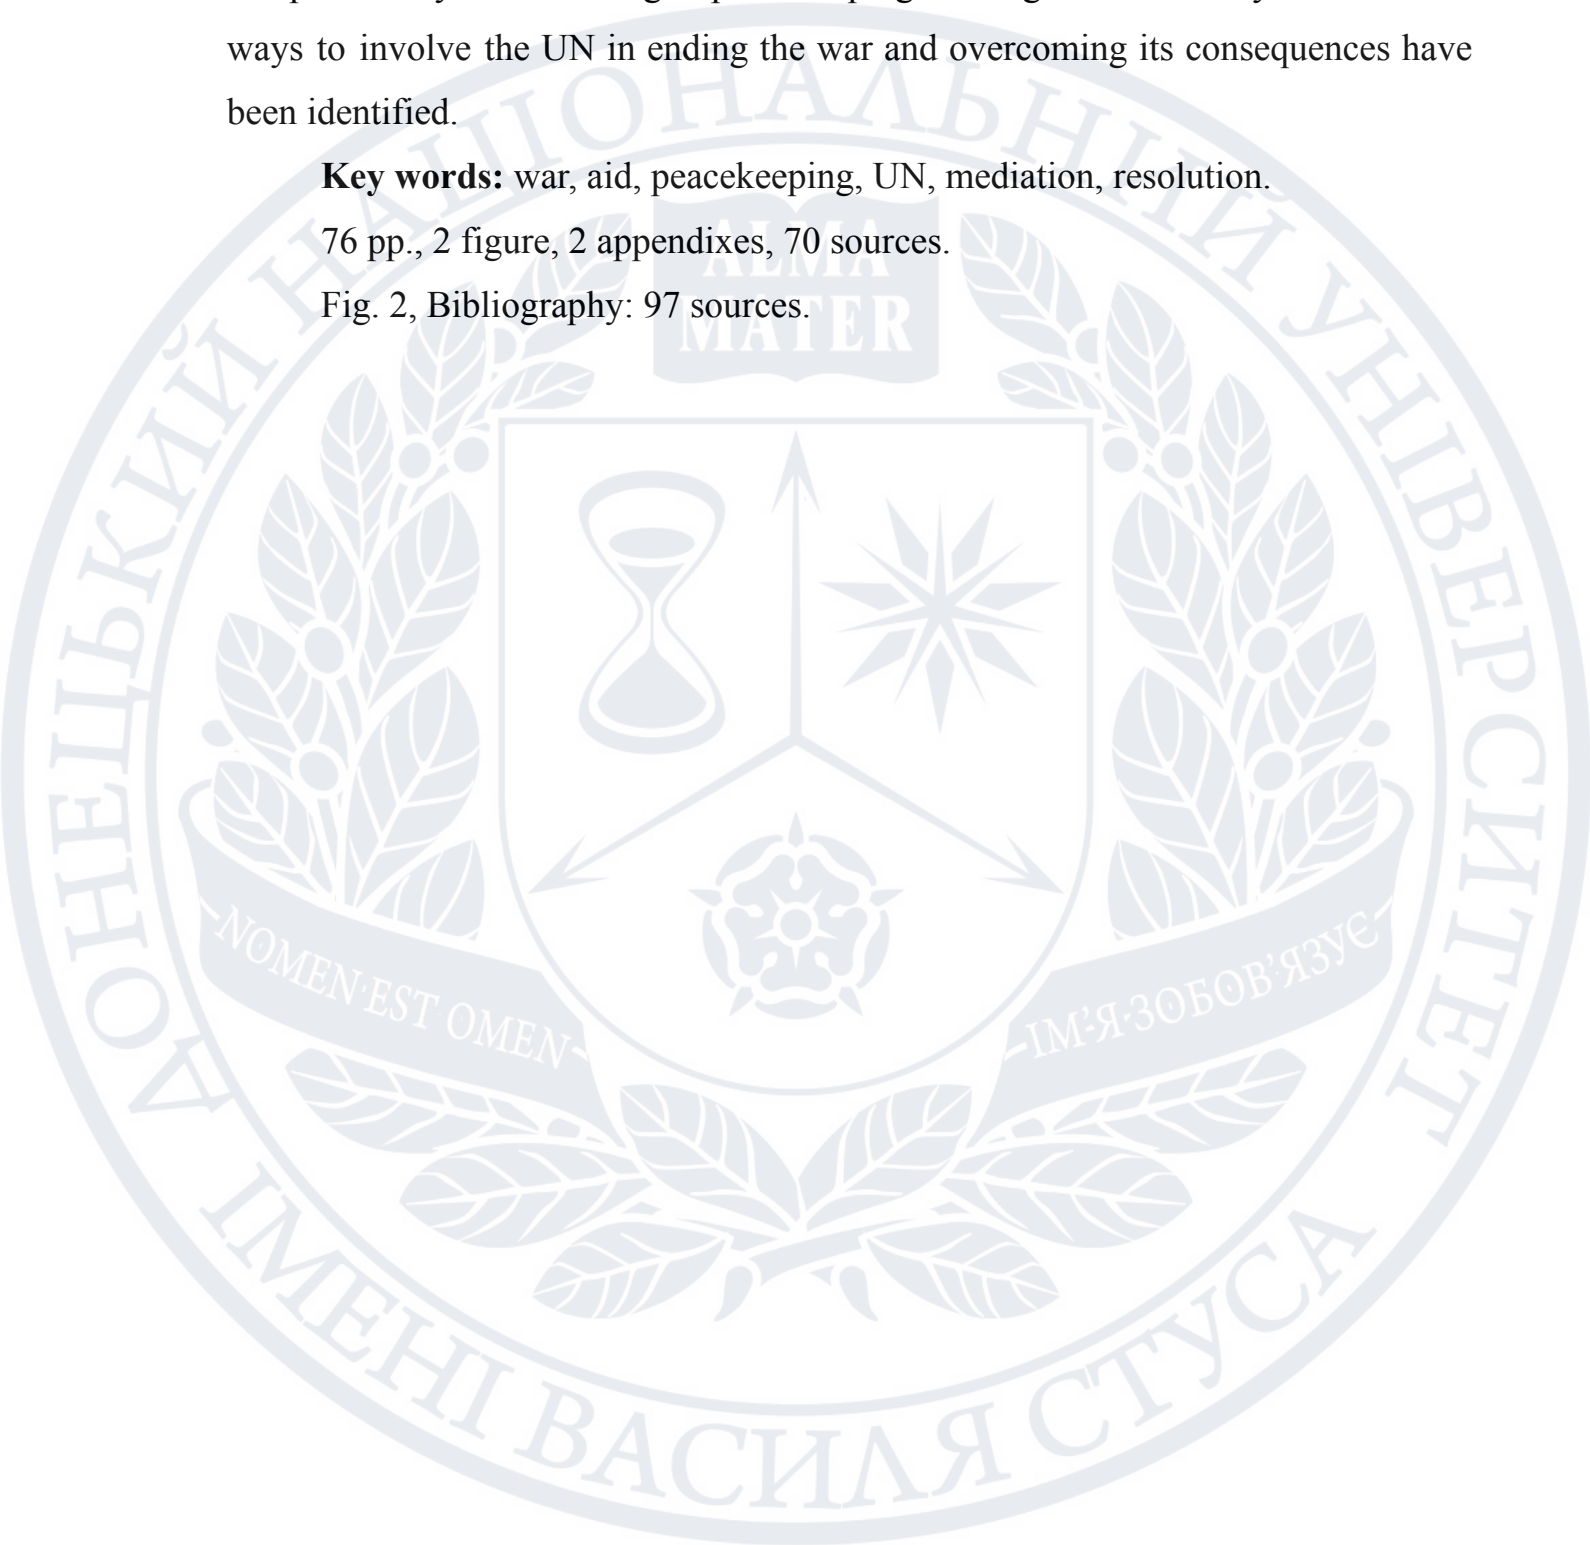 ways to involve the UN in ending the war and overcoming its consequences have
been identified.
Key words: war, aid, peacekeeping, UN, mediation, resolution.
76 pp., 2 figure, 2 appendixes, 70 sources.
Fig. 2, Bibliography: 97 sources.
ДОНЕЦЬКИЙ НАЦІОНАЛЬНИЙ УНІВЕРСИТЕТ
ІМЕНІ ВАСИЛЯ СТУСА
ALMA
MATER
NOMEN·EST·OMEN
ІМ'Я·ЗОБОВ'ЯЗУЄ